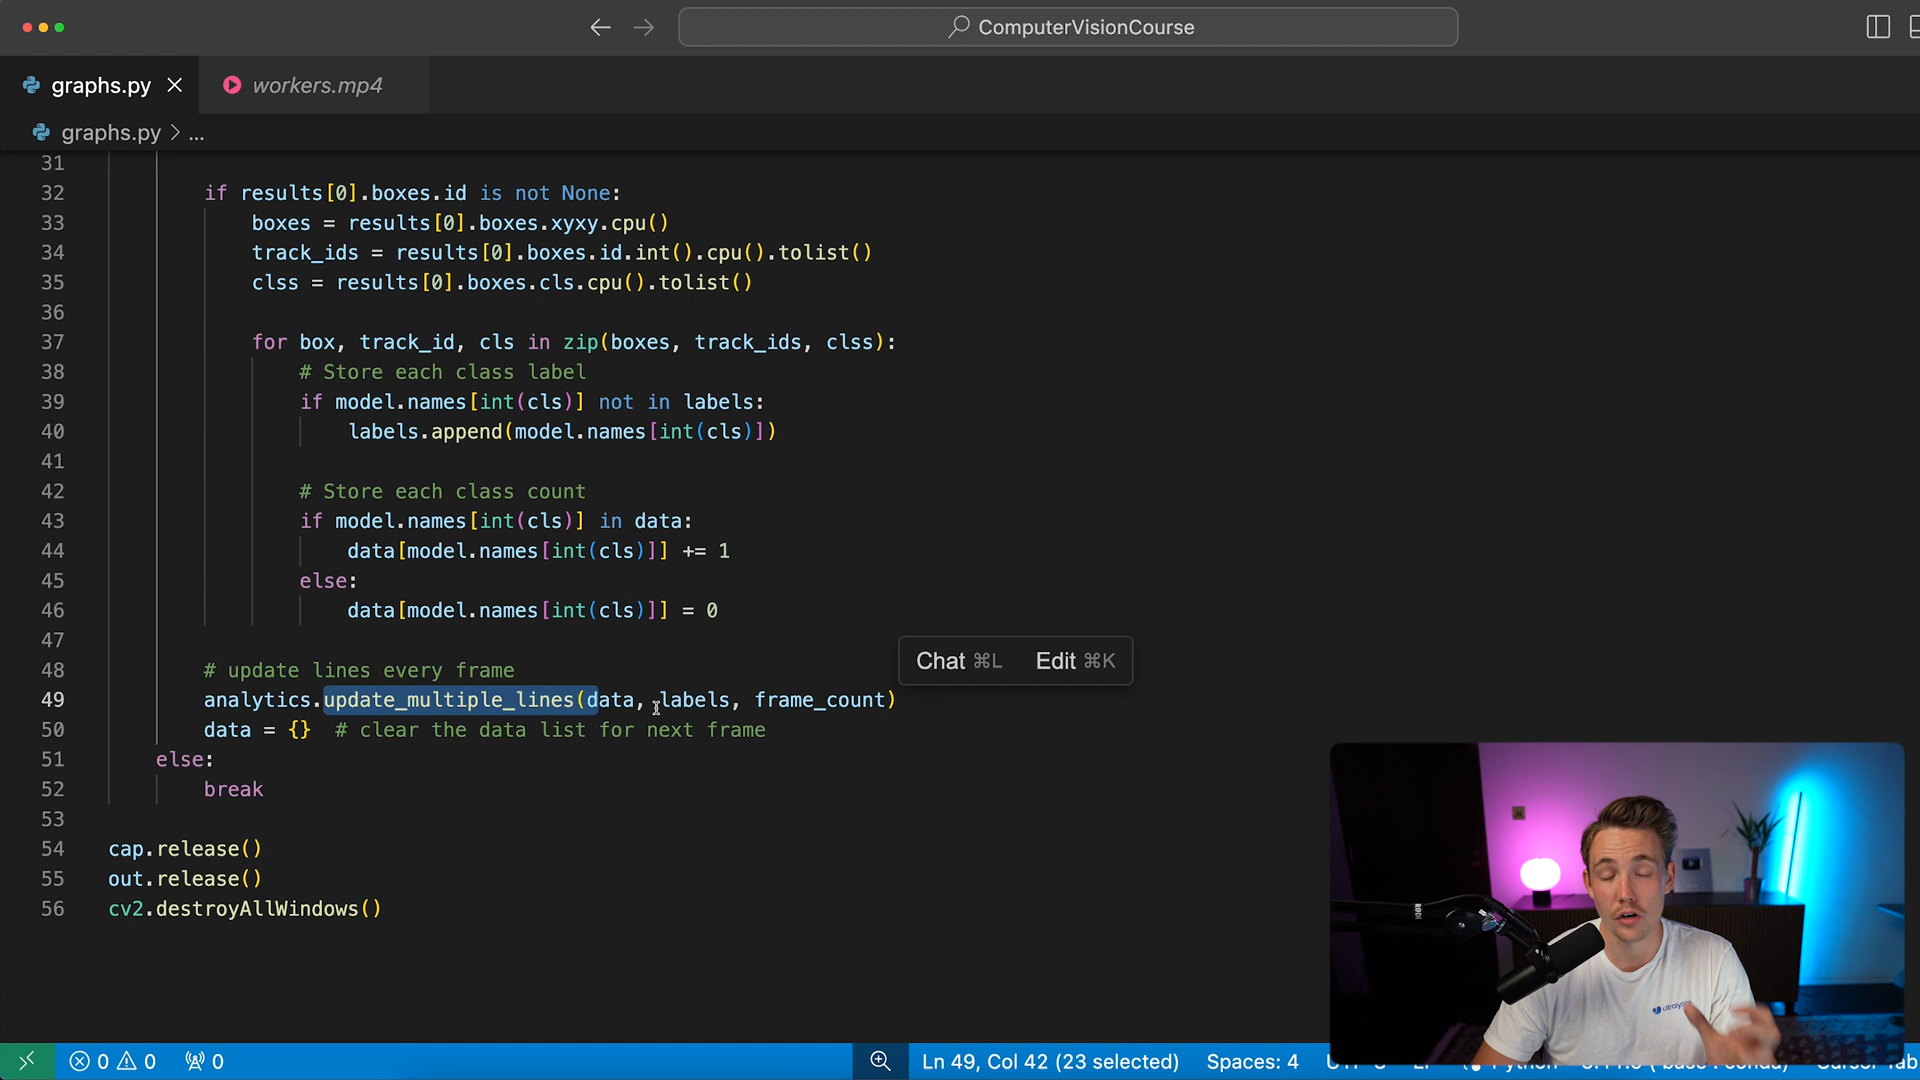 ComputerVisionCourse
graphs.py
workers.mp4
graphs.py > ...
31
32 if results[0].boxes.id is not None:
33 boxes = results[0].boxes.xyxy.cpu()
34 track_ids = results[0].boxes.id.int().cpu().tolist()
35 clss = results[0].boxes.cls.cpu().tolist()
36
37 for box, track_id, cls in zip(boxes, track_ids, clss):
38 # Store each class label
39 if model.names[int(cls)] not in labels:
40 labels.append(model.names[int(cls)])
41
42 # Store each class count
43 if model.names[int(cls)] in data:
44 data[model.names[int(cls)]] += 1
45 else:
46 data[model.names[int(cls)]] = 0
47
Chat ⌘L Edit ⌘K
48 # update lines every frame
49 analytics.update_multiple_lines(data, labels, frame_count)
50 data = {} # clear the data list for next frame
51 else:
52 break
53
54 cap.release()
55 out.release()
56 cv2.destroyAllWindows()
ultralytics
0 0 0 Ln 49, Col 42 (23 selected) Spaces: 4